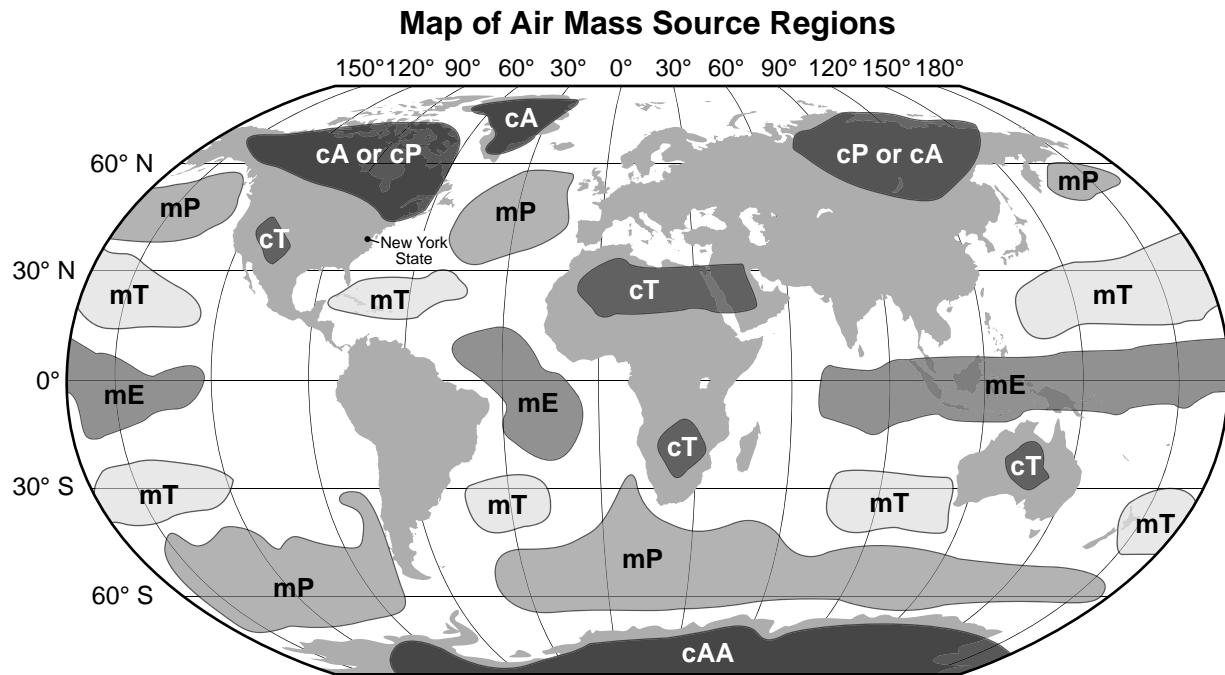 Map of Air Mass Source Regions
150° 120° 90° 60° 30° 0° 30° 60° 90° 120° 150° 180°
cA
cA or cP
cP or cA
60° N
mP
mP
mP
cT
New York
State
30° N
mT
mT
cT
mT
0°
mE
mE
mE
cT
cT
30° S
mT
mT
mT
mT
mP
mP
60° S
cAA